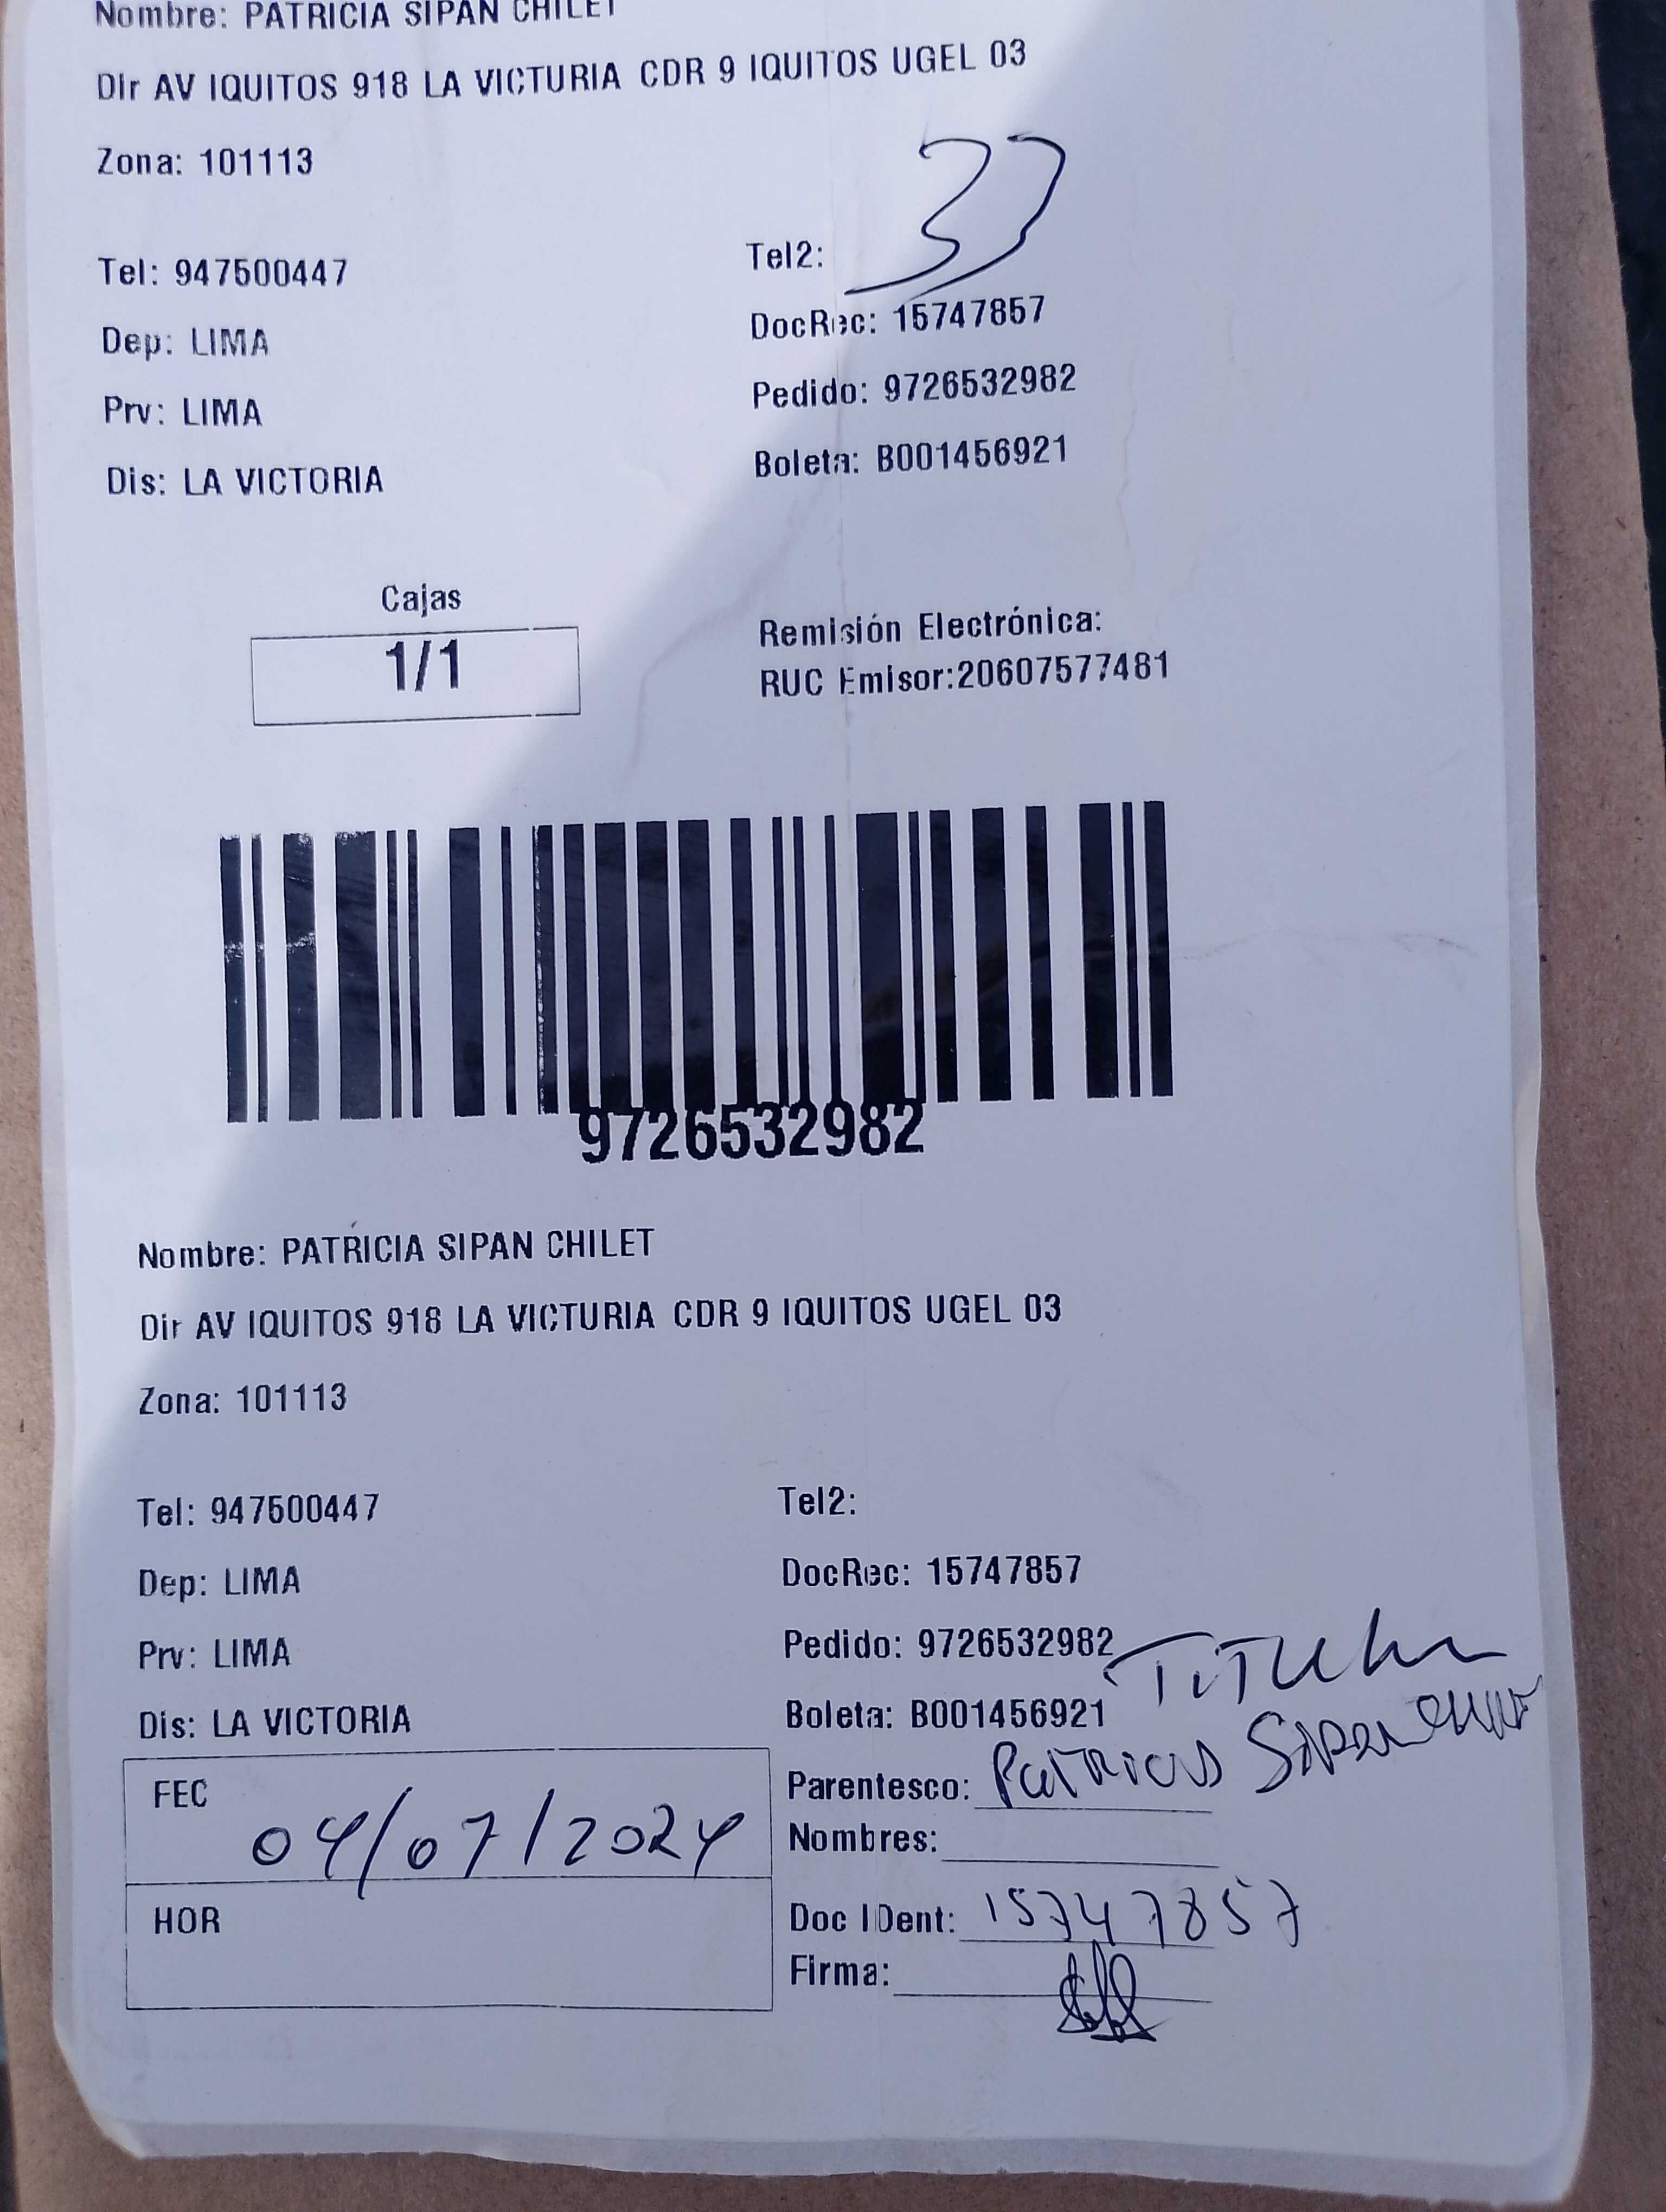 Nombre: PATRICIA SIPAN CHILET
Dir AV IQUITOS 918 LA VICTURIA CDR 9 IQUITOS UGEL 03
Zona: 101113
Tel: 947500447
Tel2:
Dep: LIMA
DocRec: 15747857
Prv: LIMA
Pedido: 9726532982
Dis: LA VICTORIA
Boleta: B001456921
Cajas
1/1
Remisión Electrónica:
RUC Emisor:20607577481
9726532982
Nombre: PATRICIA SIPAN CHILET
Dir AV IQUITOS 918 LA VICTURIA CDR 9 IQUITOS UGEL 03
Zona: 101113
Tel: 947500447
Tel2:
Dep: LIMA
DocRec: 15747857
Prv: LIMA
Pedido: 9726532982
Titular
Dis: LA VICTORIA
Boleta: B001456921
FEC 04/07/2024
Parentesco: Patricia Sipan
Nombres:
HOR
Doc IDent: 15747857
Firma: